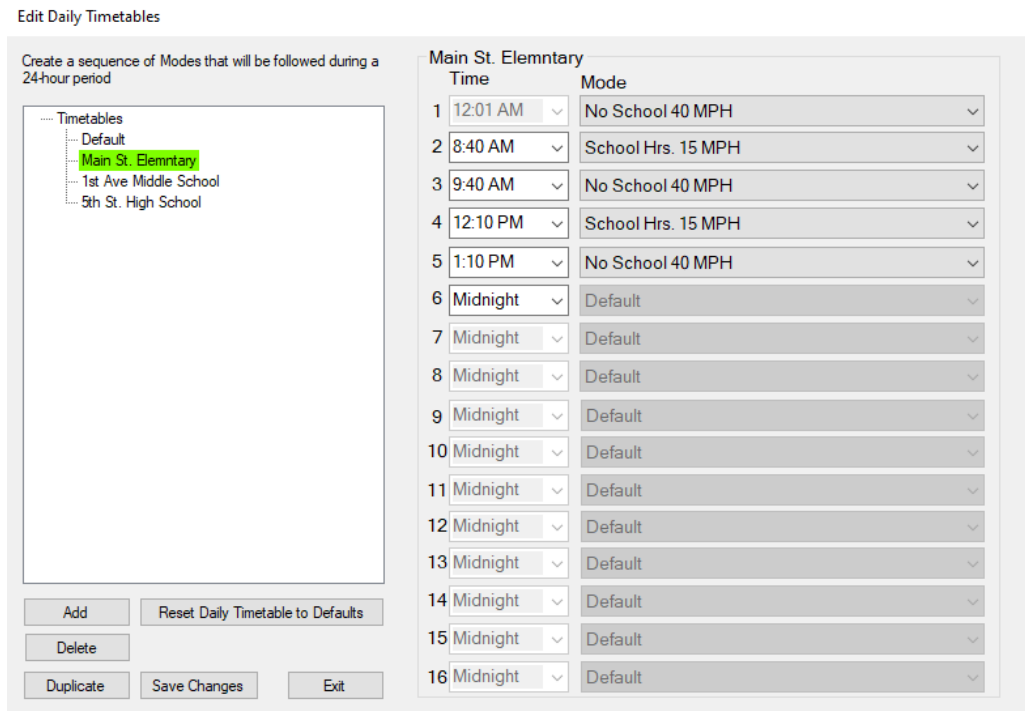 Edit Daily Timetables
Create a sequence of Modes that will be followed during a
24-hour period
Timetables
Default
Main St. Elemntary
1st Ave Middle School
5th St. High School
Add
Reset Daily Timetable to Defaults
Delete
Duplicate
Save Changes
Exit
Main St. Elemntary
Time Mode
1 12:01 AM No School 40 MPH
2 8:40 AM School Hrs. 15 MPH
3 9:40 AM No School 40 MPH
4 12:10 PM School Hrs. 15 MPH
5 1:10 PM No School 40 MPH
6 Midnight Default
7 Midnight Default
8 Midnight Default
9 Midnight Default
10 Midnight Default
11 Midnight Default
12 Midnight Default
13 Midnight Default
14 Midnight Default
15 Midnight Default
16 Midnight Default